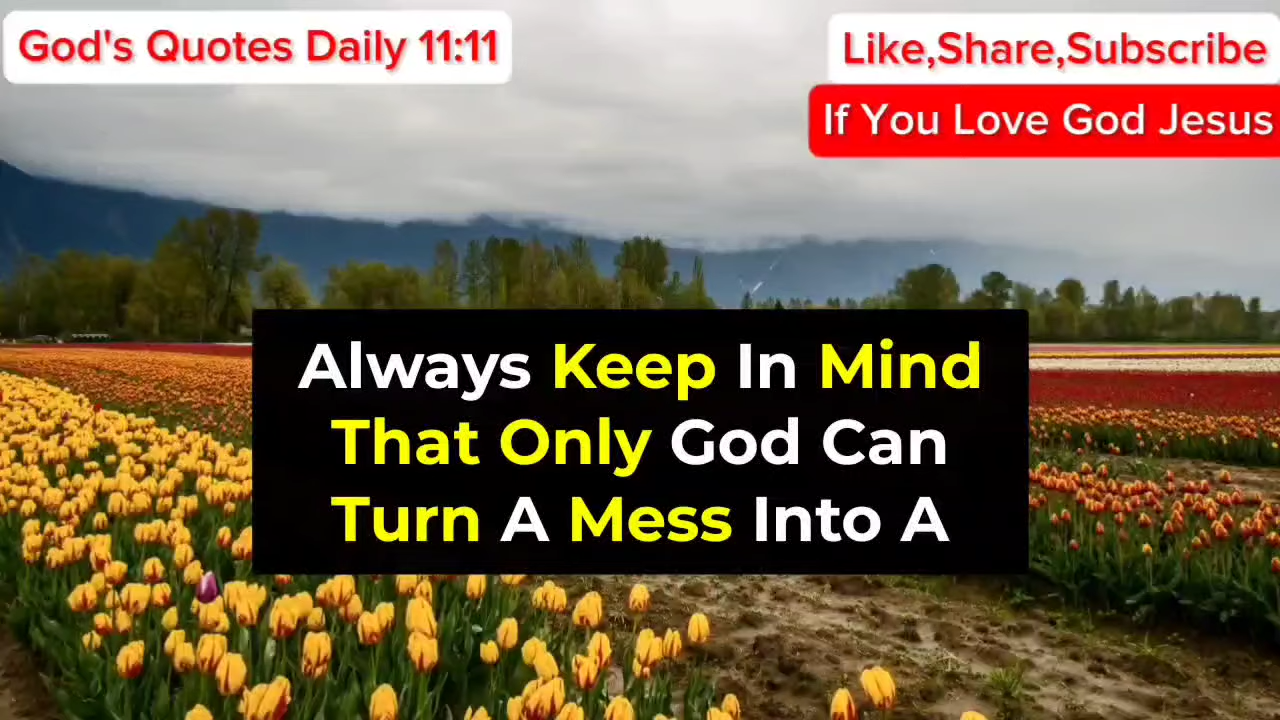 God's Quotes Daily 11:11
Like,Share,Subscribe
If You Love God Jesus
Always Keep In Mind
That Only God Can
Turn A Mess Into A